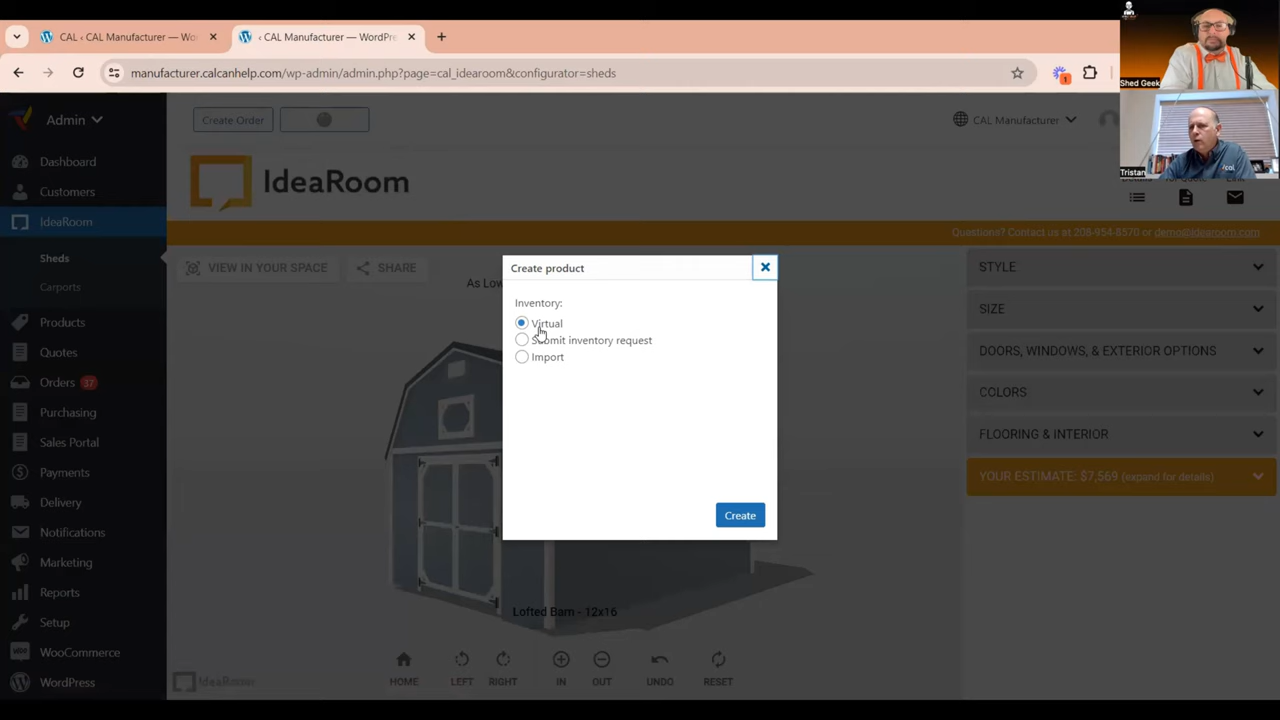 CAL ‹ CAL Manufacturer — Wo
‹ CAL Manufacturer — WordPre
manufacturer.calcanhelp.com/wp-admin/admin.php?page=cal_idearoom&configurator=sheds
1
Shed Geek
Tristan
/cal
Admin
Create Order
CAL Manufacturer
Dashboard
Customers
IdeaRoom
Sheds
Carports
Products
Quotes
Orders 37
Purchasing
Sales Portal
Payments
Delivery
Notifications
Marketing
Reports
Setup
WooCommerce
WordPress
IdeaRoom
Questions? Contact us at 208-954-8570 or demo@idearoom.com
VIEW IN YOUR SPACE
SHARE
As Low
Create product
Inventory:
Virtual
Submit inventory request
Import
Create
STYLE
SIZE
DOORS, WINDOWS, & EXTERIOR OPTIONS
COLORS
FLOORING & INTERIOR
YOUR ESTIMATE: $7,569 (expand for details)
Lofted Barn - 12x16
IdeaRoom
HOME
LEFT
RIGHT
IN
OUT
UNDO
RESET